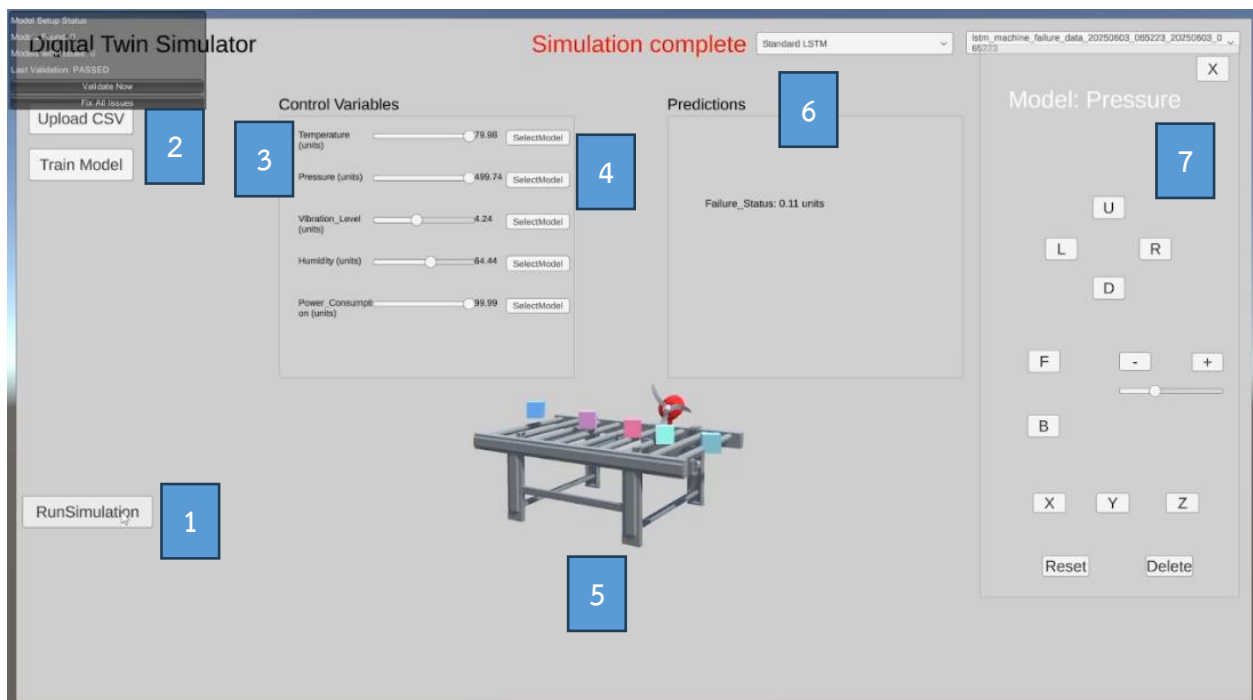 Model Setup Status
Last Validation: PASSED
Validate Now
Fix All Issues
Digital Twin Simulator
Simulation complete
Standard LSTM
lstm_machine_failure_data_20250603_065223_20250603_0
65223
Upload CSV
Train Model
2
Control Variables
3
Temperature
(units)
79.98
SelectModel
Pressure (units)
499.74
SelectModel
Vibration_Level
(units)
4.24
SelectModel
Humidity (units)
64.44
SelectModel
Power_Consumpti
on (units)
99.99
SelectModel
4
Predictions
6
Failure_Status: 0.11 units
X
Model: Pressure
7
U
L
R
D
F
-
+
B
X
Y
Z
Reset
Delete
RunSimulation
1
5